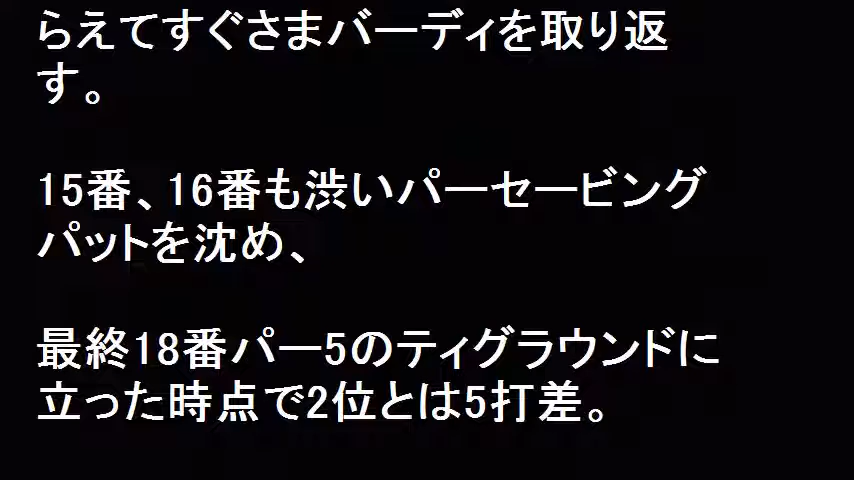 らえてすぐさまバーディを取り返
す。
15番、16番も渋いパーセービング
パットを沈め、
最終18番パー5のティグラウンドに
立った時点で2位とは5打差。